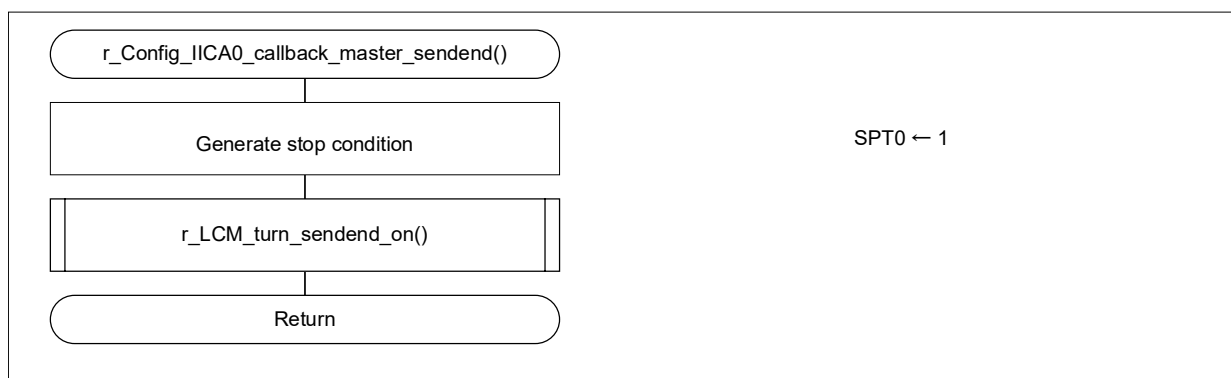 r_Config_IICA0_callback_master_sendend()
Generate stop condition
SPT0 ← 1
r_LCM_turn_sendend_on()
Return